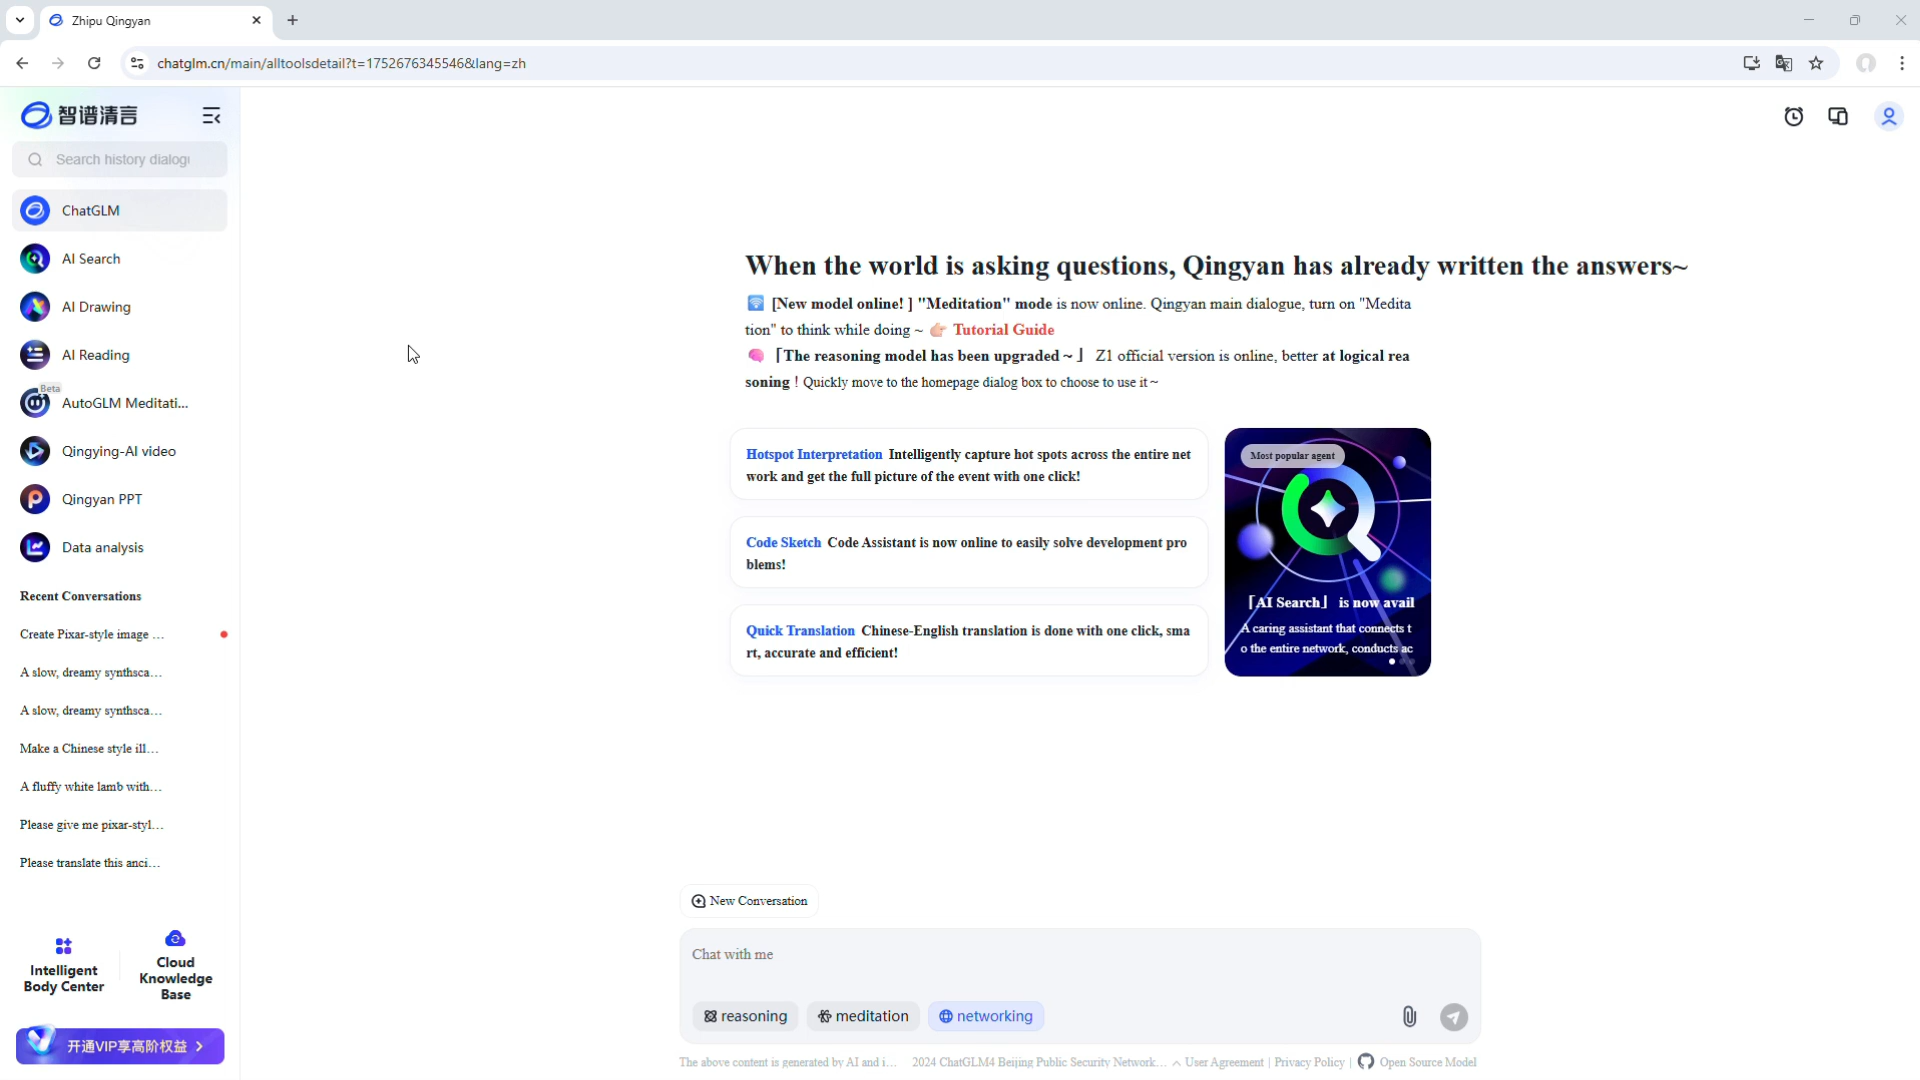 Zhipu Qingyan
chatglm.cn/main/alltoolsdetail?t=1752676345546&lang=zh
智谱清言
Search history dialogu
ChatGLM
AI Search
AI Drawing
AI Reading
Beta
AutoGLM Meditati...
Qingying-AI video
Qingyan PPT
Data analysis
Recent Conversations
Create Pixar-style image ...
A slow, dreamy synthsca...
A slow, dreamy synthsca...
Make a Chinese style ill...
A fluffy white lamb with...
Please give me pixar-styl...
Please translate this anci...
Intelligent
Body Center
Cloud
Knowledge
Base
开通VIP享高阶权益
When the world is asking questions, Qingyan has already written the answers~
[New model online! ] "Meditation" mode is now online. Qingyan main dialogue, turn on "Medita
tion" to think while doing ~ 👉 Tutorial Guide
「The reasoning model has been upgraded ~」 Z1 official version is online, better at logical rea
soning ! Quickly move to the homepage dialog box to choose to use it ~
Hotspot Interpretation Intelligently capture hot spots across the entire net
work and get the full picture of the event with one click!
Code Sketch Code Assistant is now online to easily solve development pro
blems!
Quick Translation Chinese-English translation is done with one click, sma
rt, accurate and efficient!
Most popular agent
「AI Search」 is now avail
A caring assistant that connects t
o the entire network, conducts ac
New Conversation
Chat with me
reasoning
meditation
networking
The above content is generated by AI and i... 2024 ChatGLM4 Beijing Public Security Network... User Agreement | Privacy Policy | Open Source Model